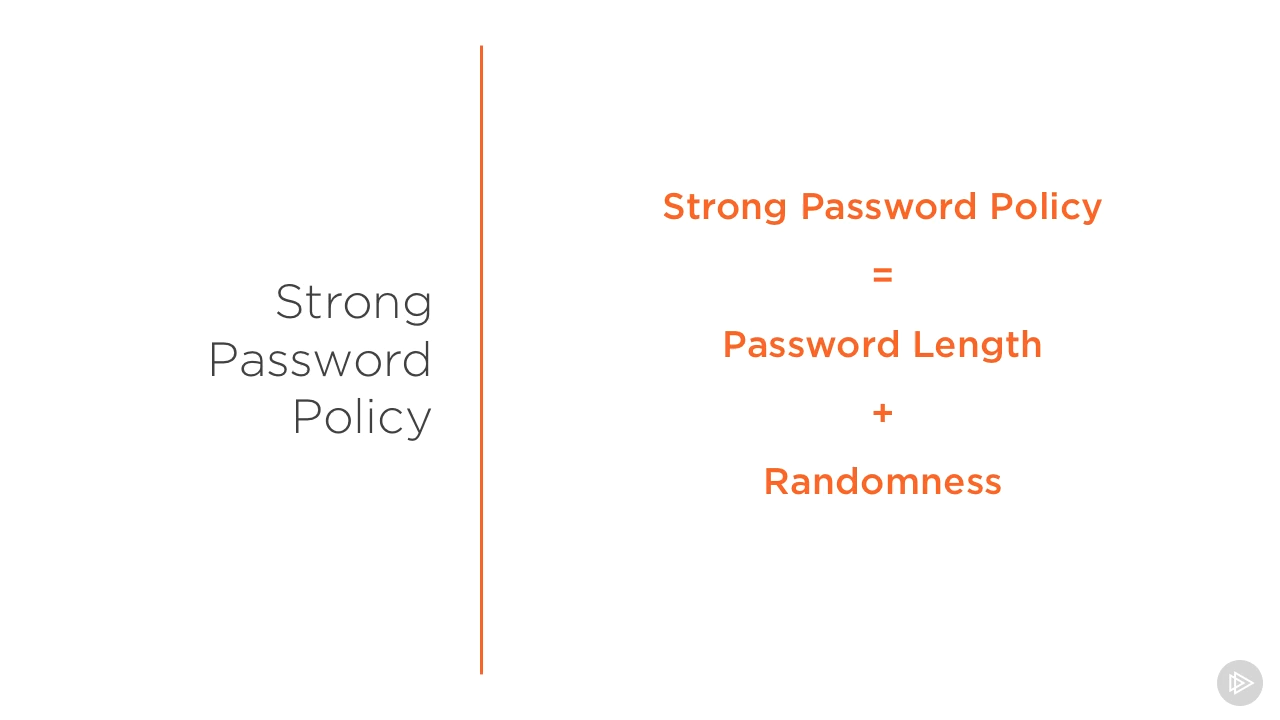 Strong
Password
Policy
Strong Password Policy
=
Password Length
+
Randomness